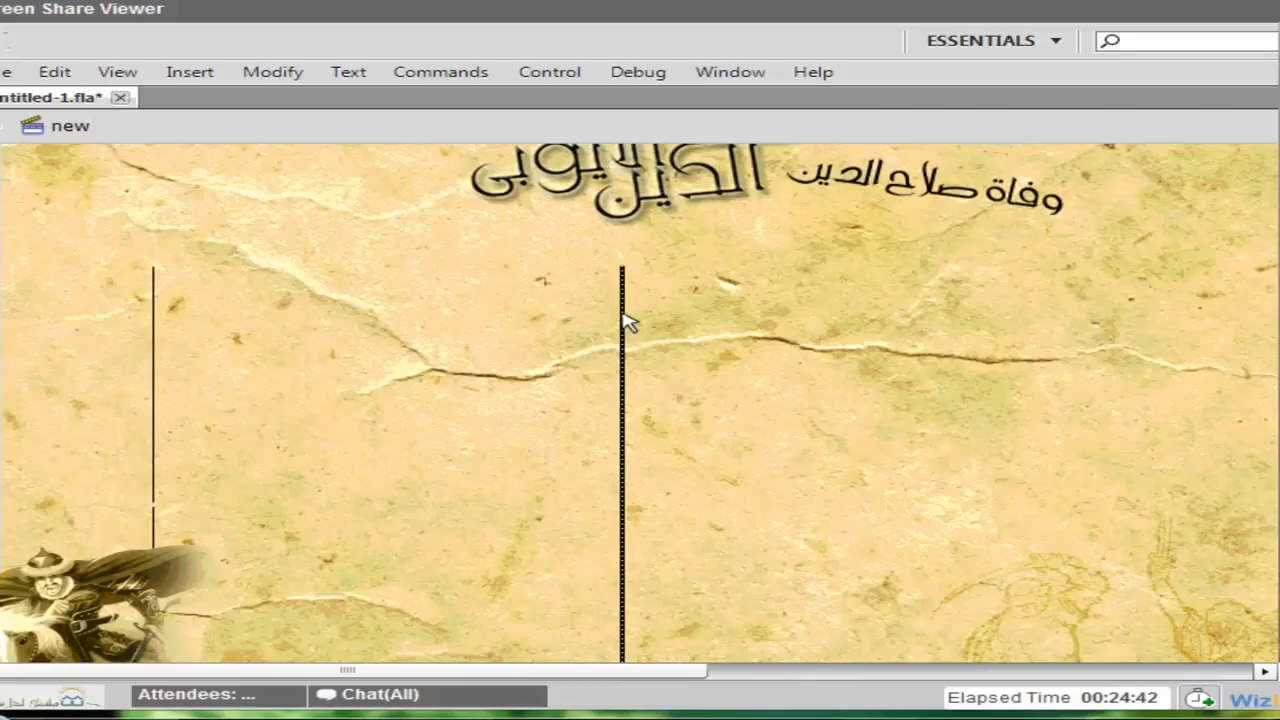 reen Share Viewer
ESSENTIALS
e Edit View Insert Modify Text Commands Control Debug Window Help
ntitled-1.fla*
new
وفاة صلاح الدين
الدين الأيوبى
Attendees: ... Chat(All) Elapsed Time 00:24:42 Wiz